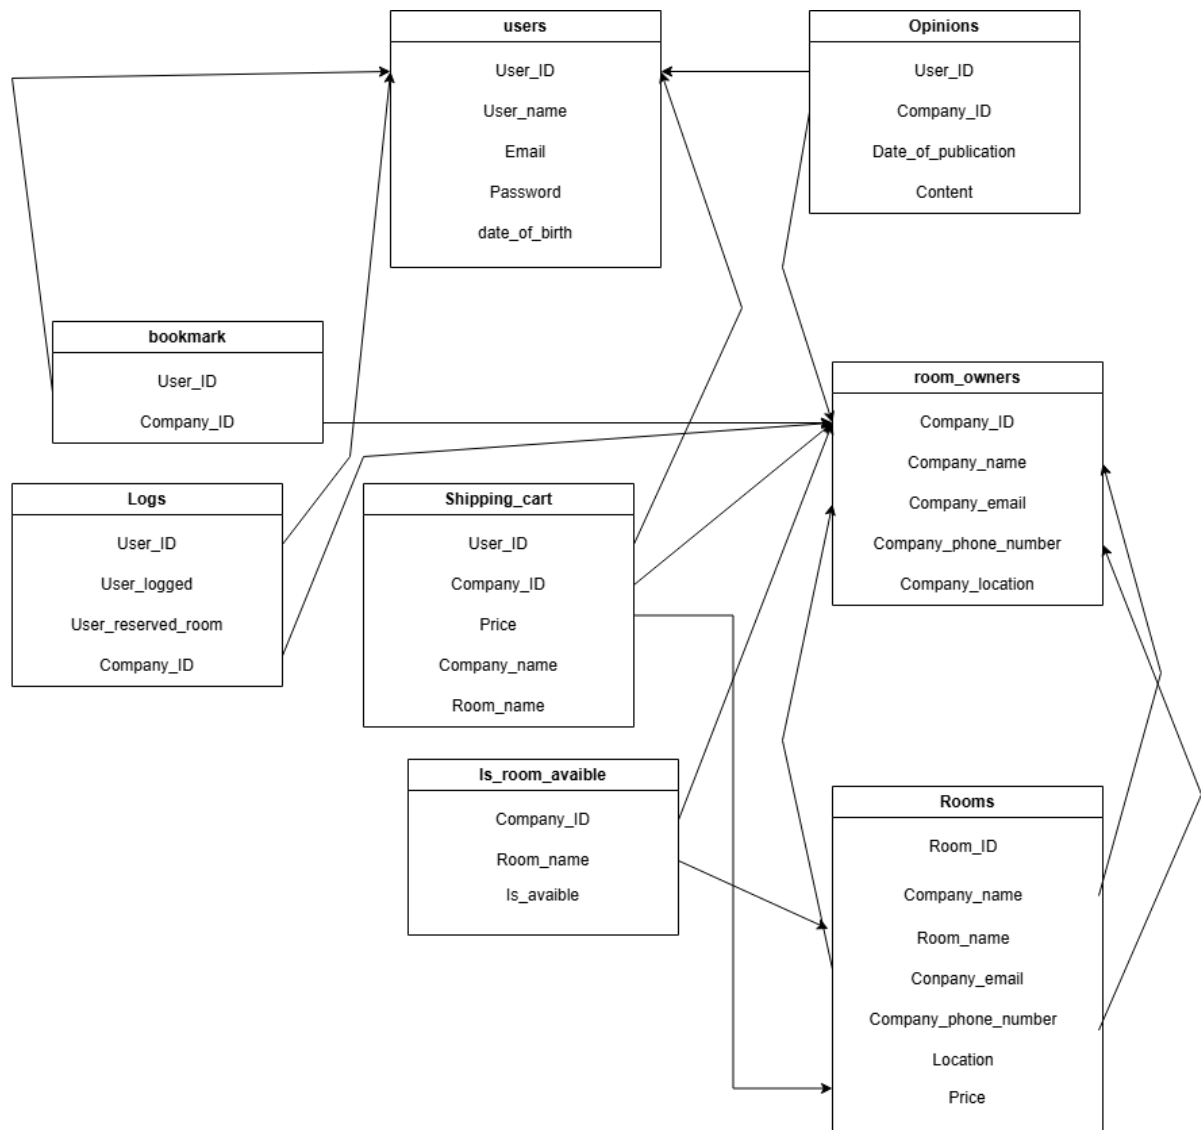 users
User_ID
User_name
Email
Password
date_of_birth
Opinions
User_ID
Company_ID
Date_of_publication
Content
bookmark
User_ID
Company_ID
room_owners
Company_ID
Company_name
Company_email
Company_phone_number
Company_location
Logs
User_ID
User_logged
User_reserved_room
Company_ID
Shipping_cart
User_ID
Company_ID
Price
Company_name
Room_name
Is_room_avaible
Company_ID
Room_name
Is_avaible
Rooms
Room_ID
Company_name
Room_name
Conpany_email
Company_phone_number
Location
Price